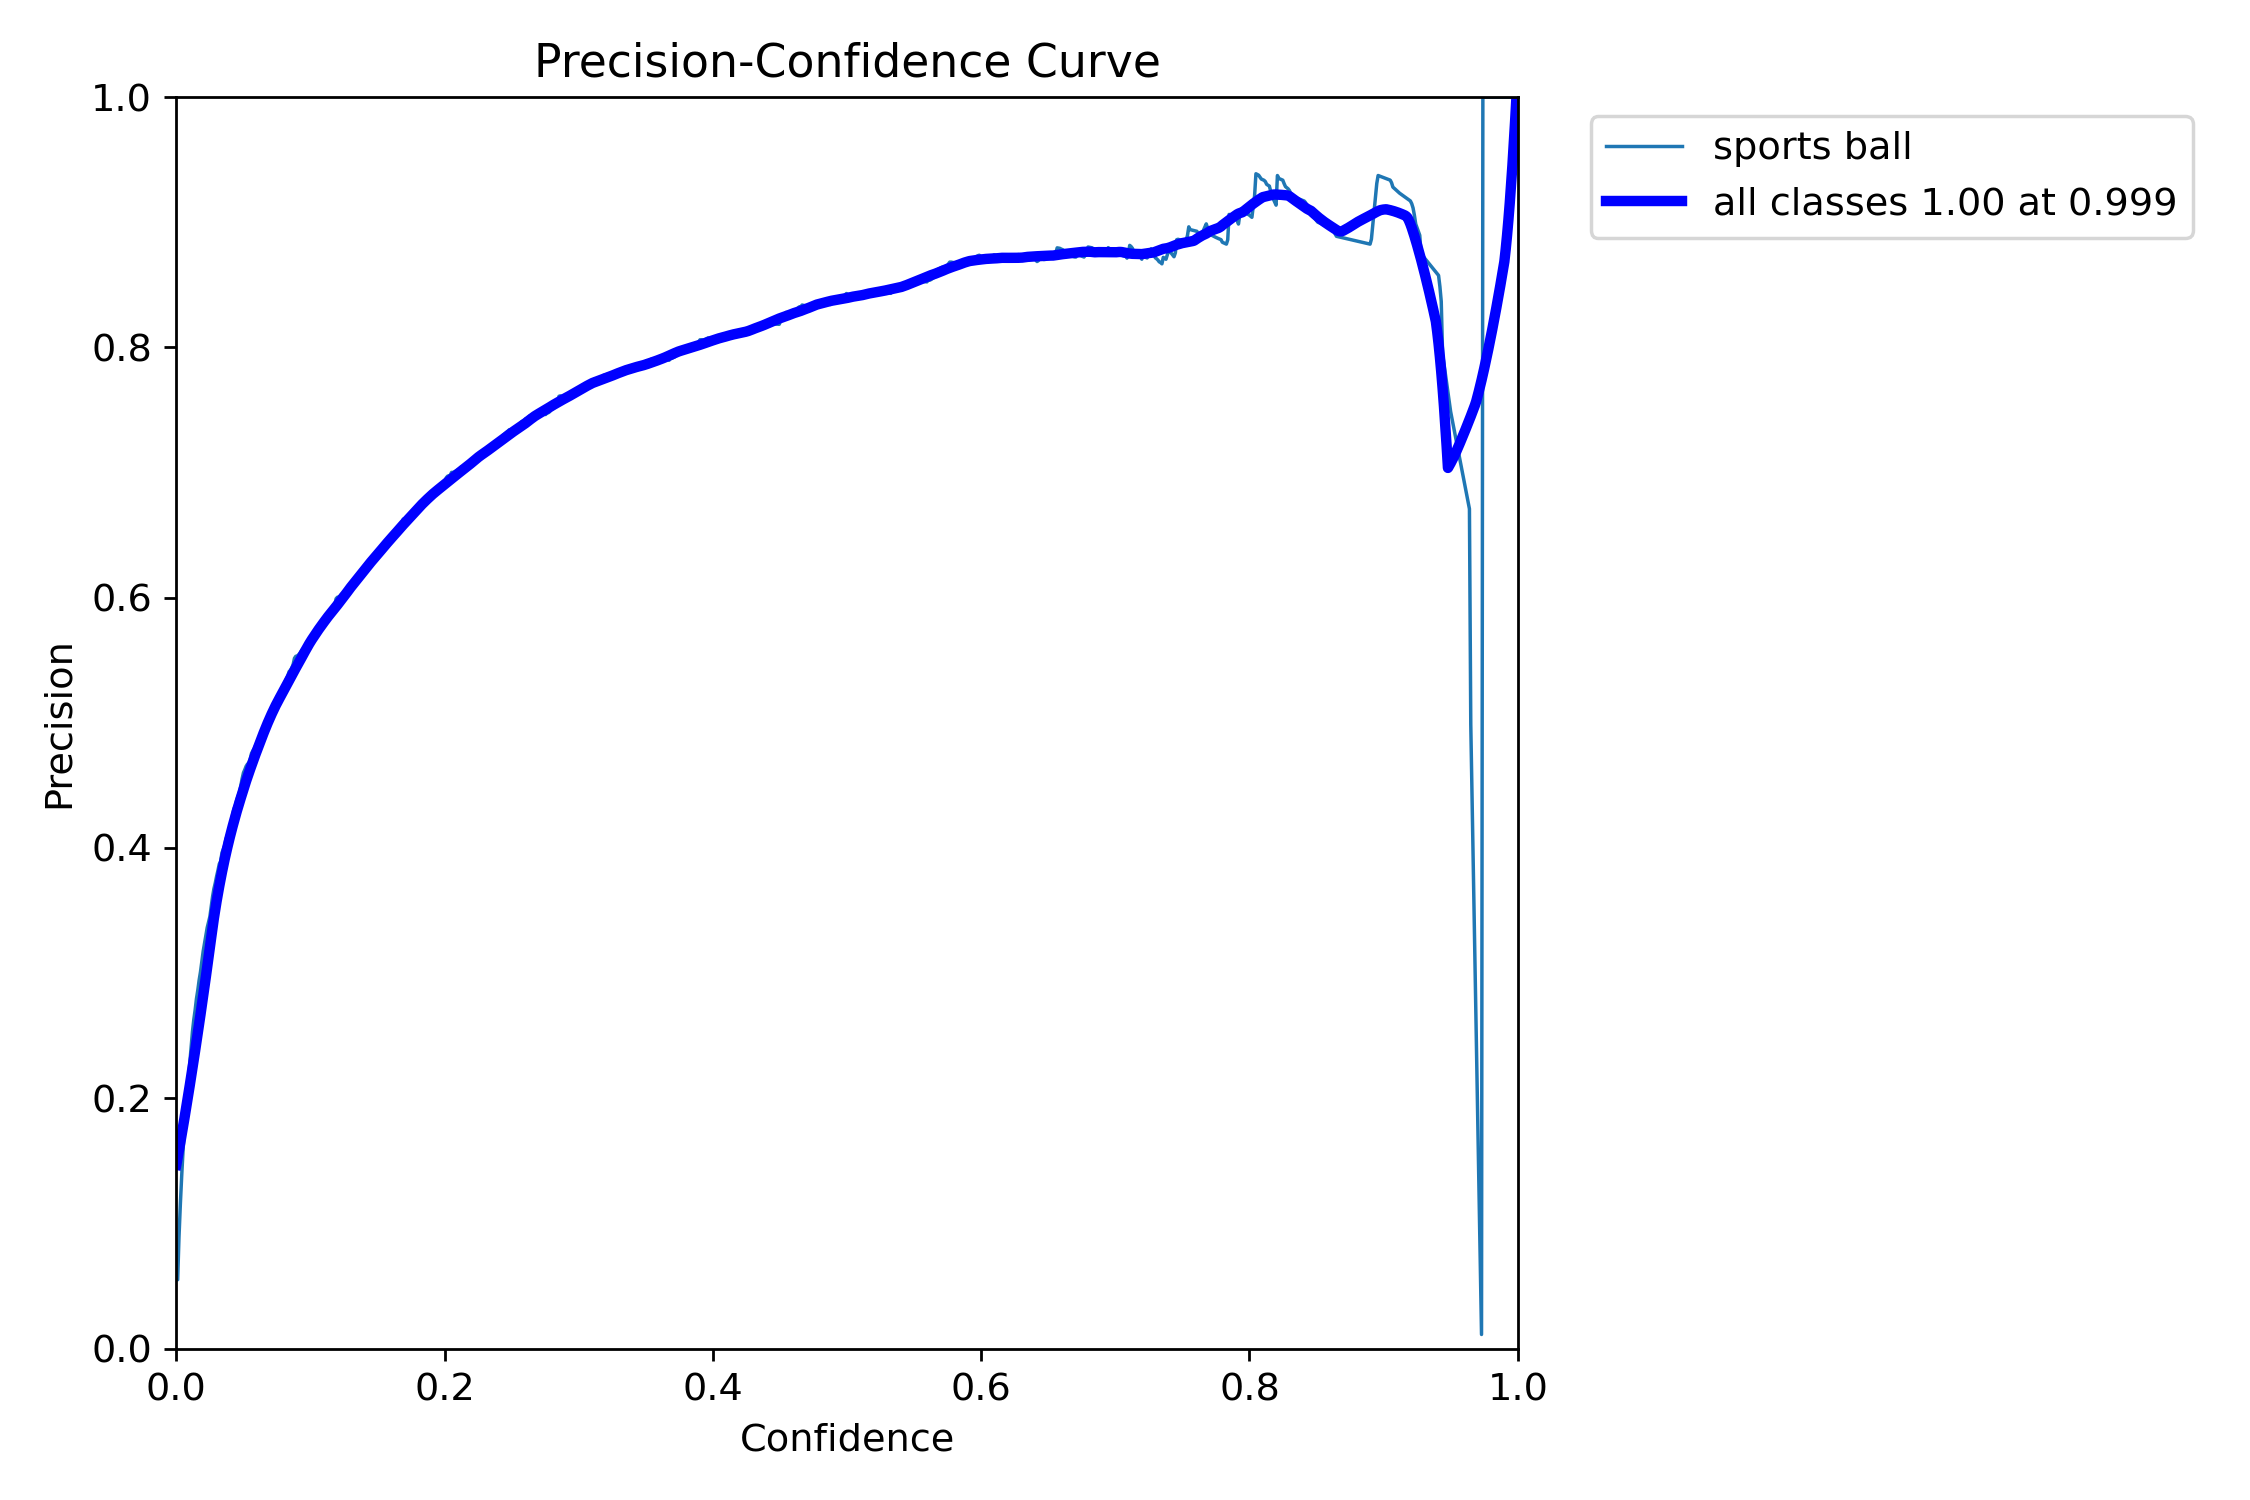 Precision-Confidence Curve
1.0
0.8
0.6
0.4
0.2
0.0
Precision
0.0 0.2 0.4 0.6 0.8 1.0
Confidence
sports ball
all classes 1.00 at 0.999